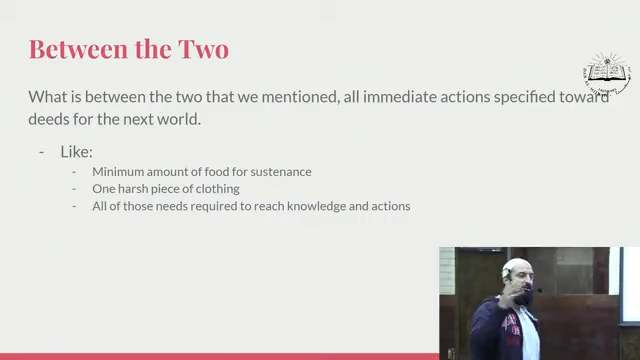 Between the Two
What is between the two that we mentioned, all immediate actions specified toward
deeds for the next world.
- Like:
- Minimum amount of food for sustenance
- One harsh piece of clothing
- All of those needs required to reach knowledge and actions